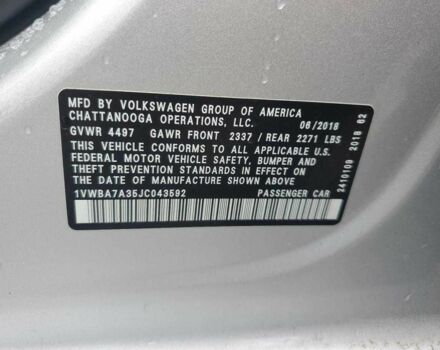 MFD BY VOLKSWAGEN GROUP OF AMERICA
CHATTANOOGA OPERATIONS, LLC. 06/2018
GVWR 4497 GAWR FRONT 2337 / REAR 2271 LBS
THIS VEHICLE CONFORMS TO ALL APPLICABLE U.S.
FEDERAL MOTOR VEHICLE SAFETY, BUMPER AND
THEFT PREVENTION STANDARDS IN EFFECT ON
THE DATE OF MANUFACTURE SHOWN ABOVE
1VWBA7A35JC043592 PASSENGER CAR
2410109 2018 62